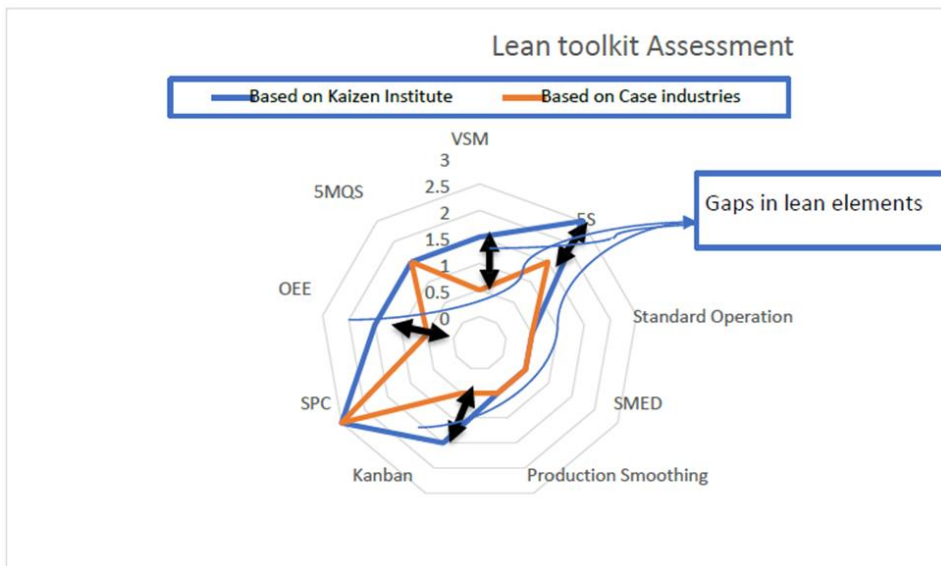 Lean toolkit Assessment
Based on Kaizen Institute
Based on Case industries
VSM
3
2.5
2
1.5
1
0.5
0
5S
Gaps in lean elements
Standard Operation
SMED
Production Smoothing
Kanban
SPC
OEE
5MQS